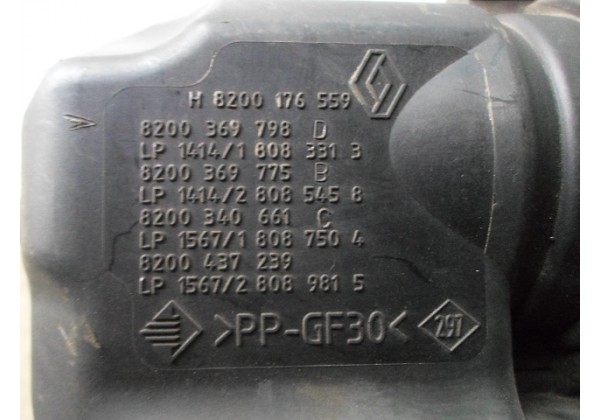 H 8200 176 559
8200 369 798 D
LP 1414/1 808 331 3
8200 369 775 B
LP 1414/2 808 545 8
8200 340 661 C
LP 1567/1 808 750 4
8200 437 239
LP 1567/2 808 981 5
>PP-GF30< 297